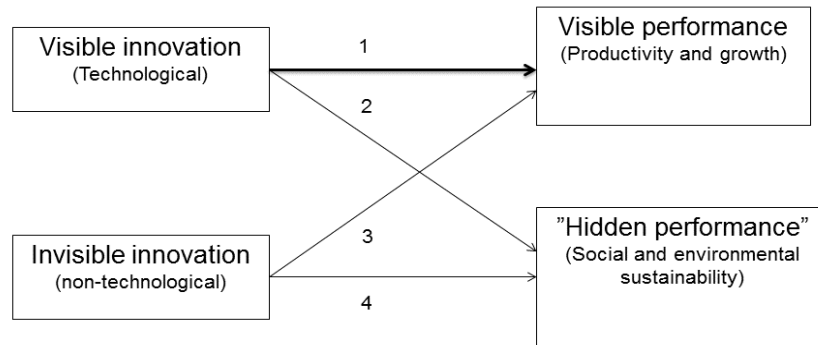 Visible innovation
(Technological)
1
Visible performance
(Productivity and growth)
2
Invisible innovation
(non-technological)
3
”Hidden performance”
(Social and environmental
sustainability)
4